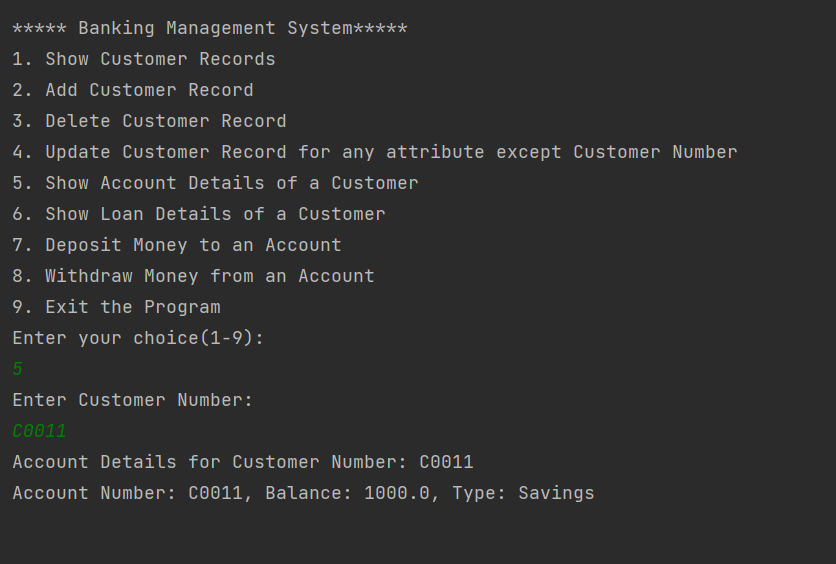 ***** Banking Management System*****
1. Show Customer Records
2. Add Customer Record
3. Delete Customer Record
4. Update Customer Record for any attribute except Customer Number
5. Show Account Details of a Customer
6. Show Loan Details of a Customer
7. Deposit Money to an Account
8. Withdraw Money from an Account
9. Exit the Program
Enter your choice(1-9):
5
Enter Customer Number:
C0011
Account Details for Customer Number: C0011
Account Number: C0011, Balance: 1000.0, Type: Savings